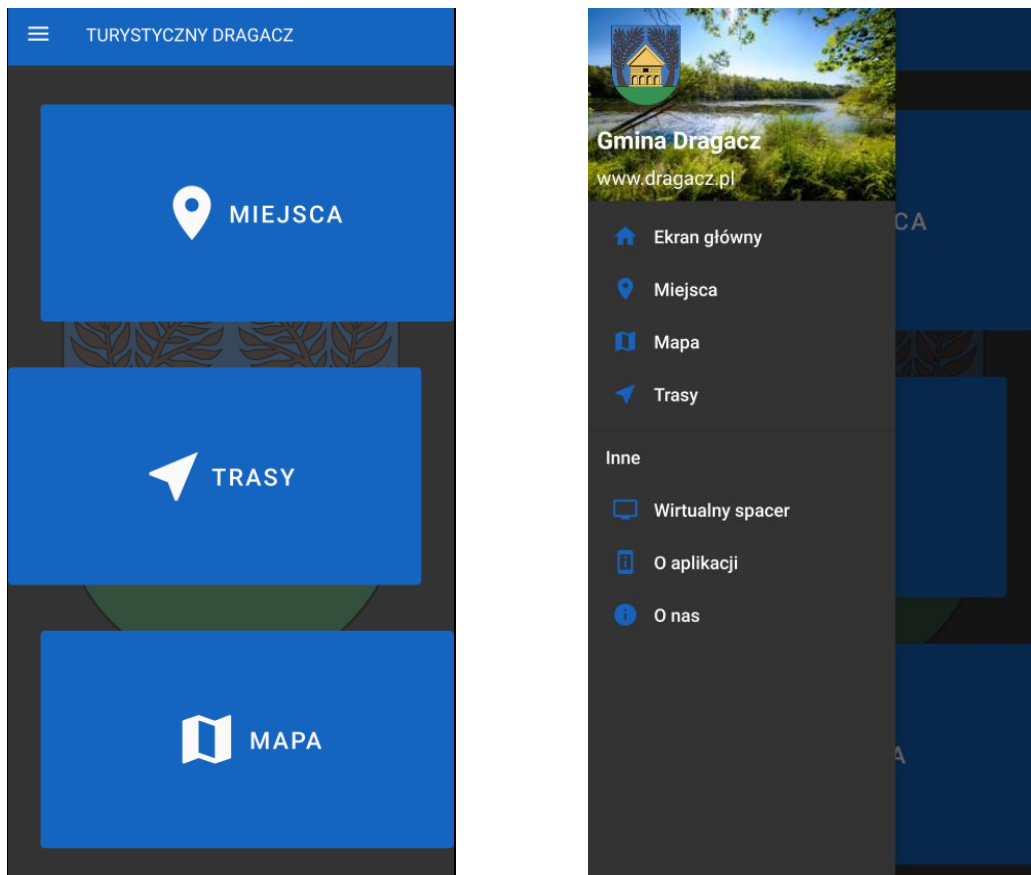 TURYSTYCZNY DRAGACZ
MIEJSCA
TRASY
MAPA
Gmina Dragacz
www.dragacz.pl
Ekran główny
Miejsca
Mapa
Trasy
Inne
Wirtualny spacer
O aplikacji
O nas
CA
A